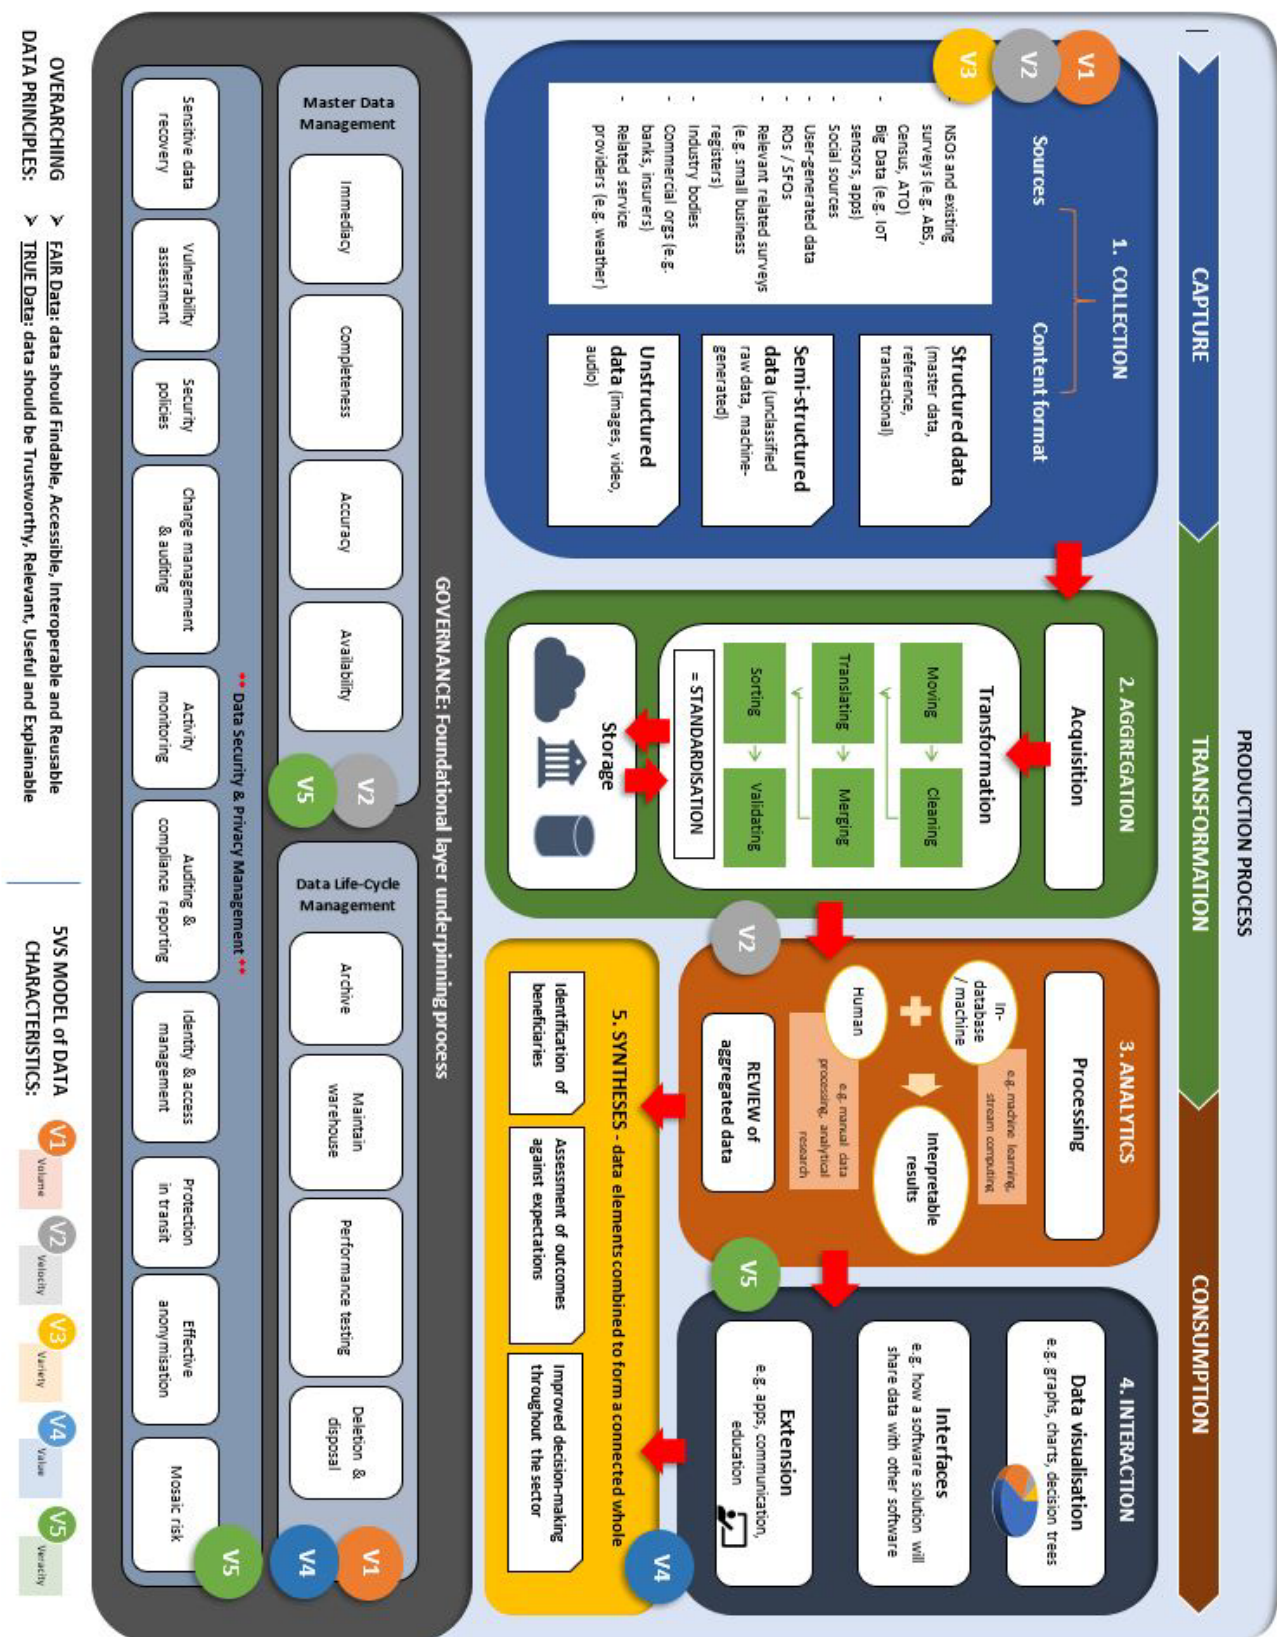 PRODUCTION PROCESS
CAPTURE
TRANSFORMATION
CONSUMPTION
V1
V2
V3
1. COLLECTION
Sources
Content format
- NSOs and existing
surveys (e.g. ABS,
Census, ATO)
- Big Data (e.g. IoT
sensors, apps)
- Social sources
- User-generated data
- ROs / SFOs
- Relevant related surveys
(e.g. small business
registers)
- Industry bodies
- Commercial orgs (e.g.
banks, insurers)
- Related service
providers (e.g. weather)
Structured data
(master data,
reference,
transactional)
Semi-structured
data (unclassified
raw data, machine-
generated)
Unstructured
data (images, video,
audio)
2. AGGREGATION
Acquisition
Transformation
Moving
Cleaning
Translating
Merging
Sorting
Validating
= STANDARDISATION
Storage
V2
3. ANALYTICS
Processing
In-
database
/ machine
e.g. machine learning,
stream computing
Human
e.g. manual data
processing, analytical
research
Interpretable
results
REVIEW of
aggregated data
V5
4. INTERACTION
Data visualisation
e.g. graphs, charts, decision trees
Interfaces
e.g. how a software solution will
share data with other software
Extension
e.g. apps, communication,
education
V4
5. SYNTHESES - data elements combined to form a connected whole
Identification of
beneficiaries
Assessment of outcomes
against expectations
Improved decision-making
throughout the sector
GOVERNANCE: Foundational layer underpinning process
Master Data
Management
Immediacy
Completeness
Accuracy
Availability
V2
V5
Data Life-Cycle
Management
Archive
Maintain
warehouse
Performance testing
Deletion &
disposal
V1
V4
** Data Security & Privacy Management **
Sensitive data
recovery
Vulnerability
assessment
Security
policies
Change management
& auditing
Activity
monitoring
Auditing &
compliance reporting
Identity & access
management
Protection
in transit
Effective
anonymisation
Mosaic risk
V5
OVERARCHING
DATA PRINCIPLES:
➤ FAIR Data: data should Findable, Accessible, Interoperable and Reusable
➤ TRUE Data: data should be Trustworthy, Relevant, Useful and Explainable
5VS MODEL of DATA
CHARACTERISTICS:
V1 Volume
V2 Velocity
V3 Variety
V4 Value
V5 Veracity